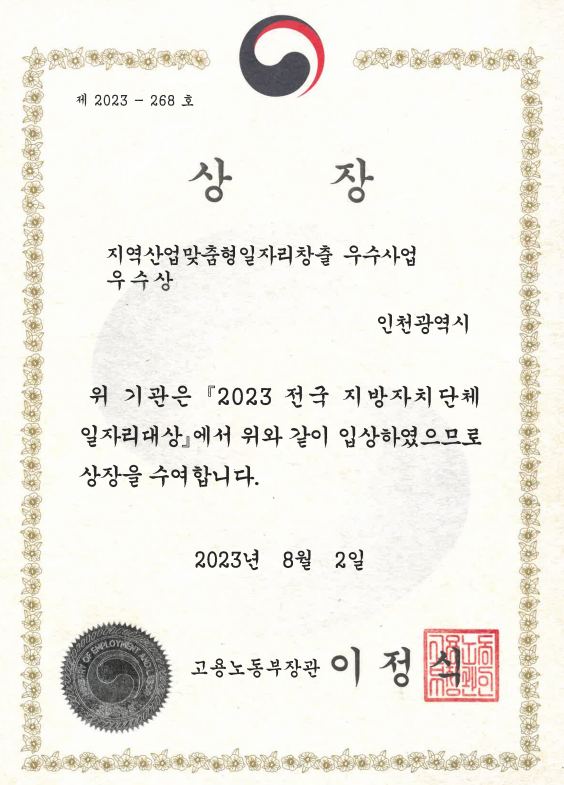 제 2023 - 268 호
상 장
지역산업맞춤형일자리창출 우수사업
우수상
인천광역시
위 기관은 『2023 전국 지방자치단체
일자리대상』에서 위와 같이 입상하였으므로
상장을 수여합니다.
2023년 8월 2일
고용노동부장관 이정식
OF EMPLOYMENT AND